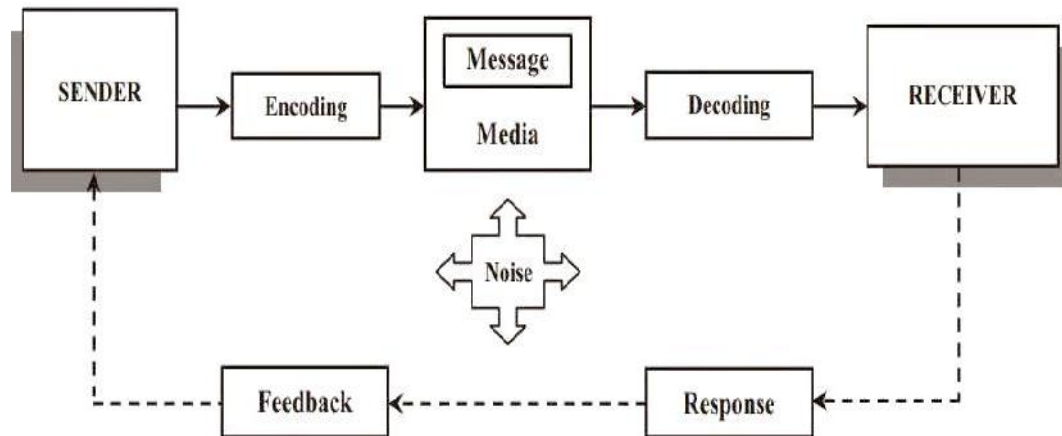 SENDER
Encoding
Message
Media
Decoding
RECEIVER
Noise
Feedback
Response